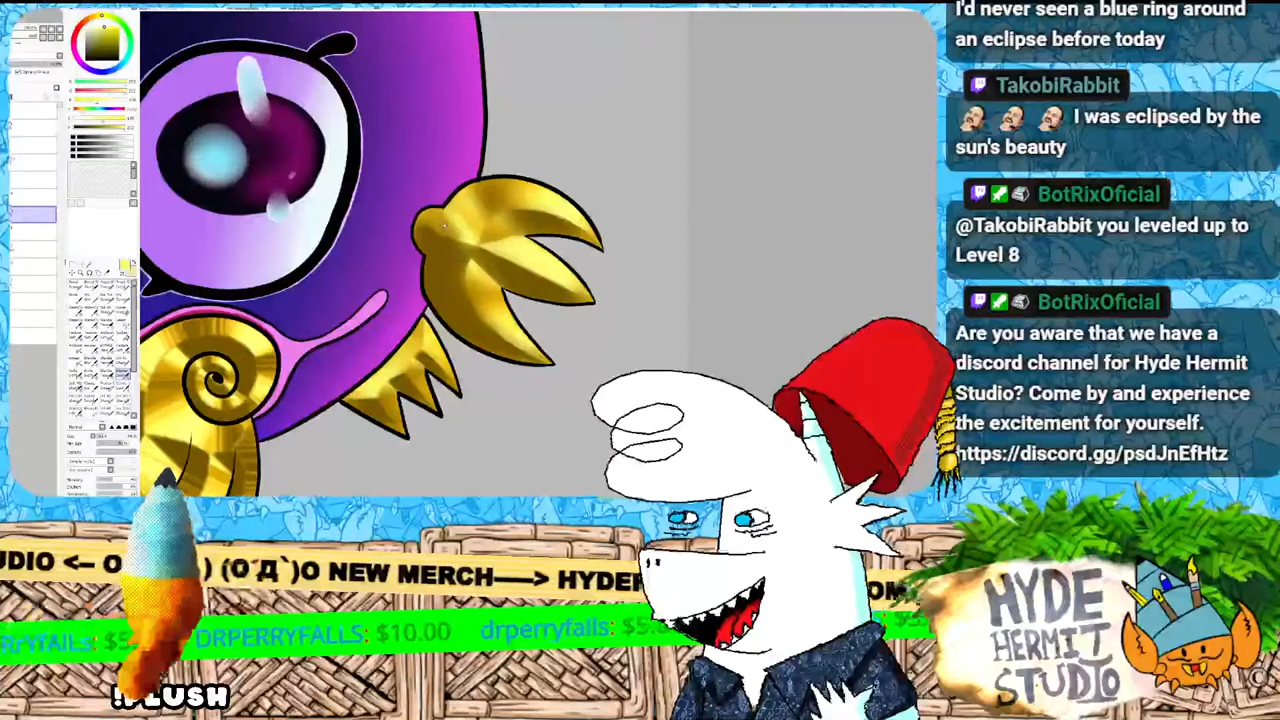 I'd never seen a blue ring around
an eclipse before today
TakobiRabbit
I was eclipsed by the
sun's beauty
BotRixOficial
@TakobiRabbit you leveled up to
Level 8
BotRixOficial
Are you aware that we have a
discord channel for Hyde Hermit
Studio? Come by and experience
the excitement for yourself.
https://discord.gg/psdJnEfHtz
UDIO <– O ) (O´Д`)O NEW MERCH——> HYDER OM
DRPERRYFALLS: $10.00 drperryfalls: $5.
!PLUSH
HYDE
HERMIT
STUDIO